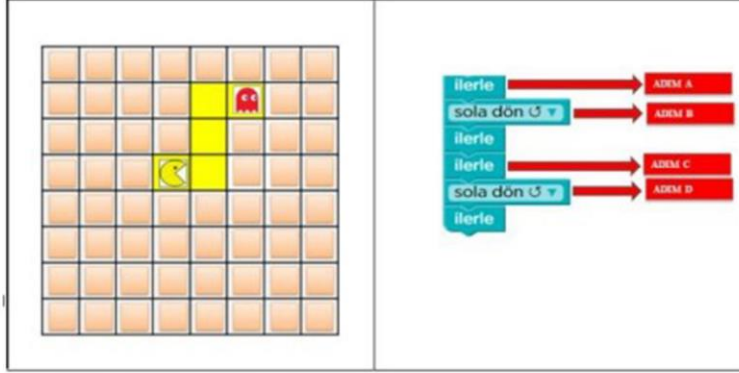 ilerle
ADIM A
sola dön
ADIM B
ilerle
ilerle
ADIM C
sola dön
ADIM D
ilerle